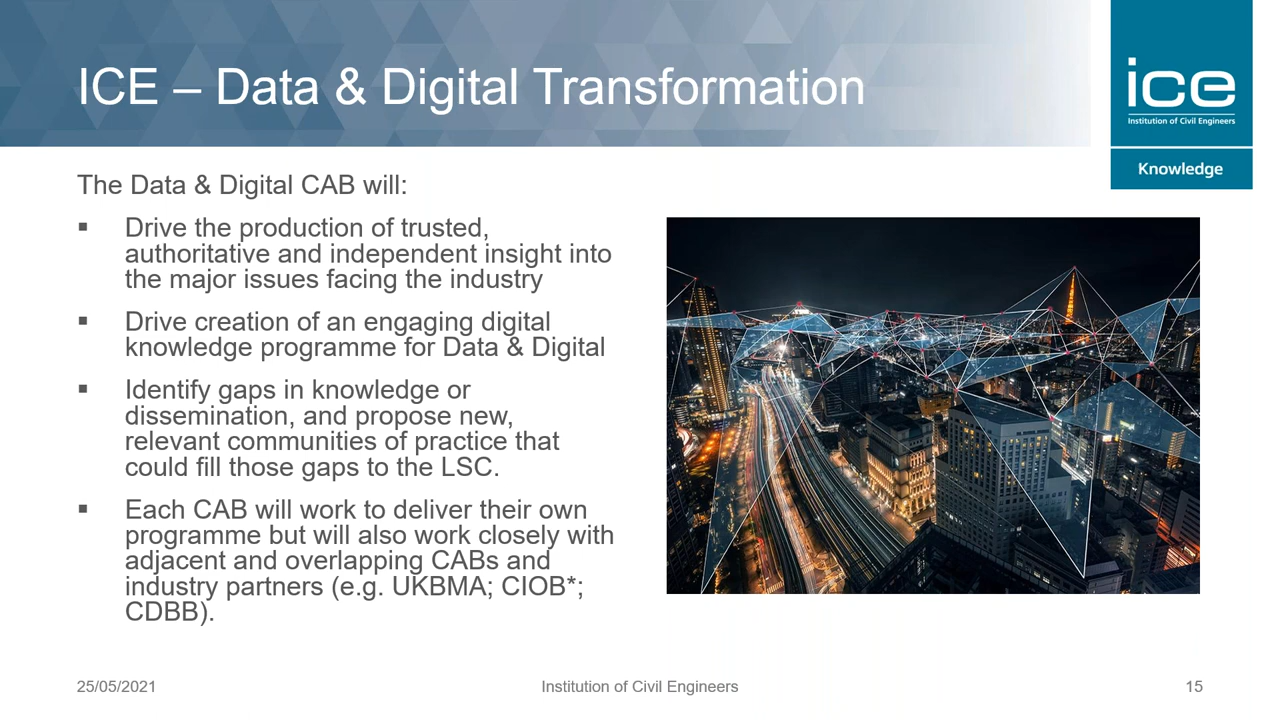 ICE – Data & Digital Transformation
ice
Institution of Civil Engineers
Knowledge
The Data & Digital CAB will:
▪ Drive the production of trusted,
authoritative and independent insight into
the major issues facing the industry
▪ Drive creation of an engaging digital
knowledge programme for Data & Digital
▪ Identify gaps in knowledge or
dissemination, and propose new,
relevant communities of practice that
could fill those gaps to the LSC.
▪ Each CAB will work to deliver their own
programme but will also work closely with
adjacent and overlapping CABs and
industry partners (e.g. UKBMA; CIOB*;
CDBB).
25/05/2021
Institution of Civil Engineers
15